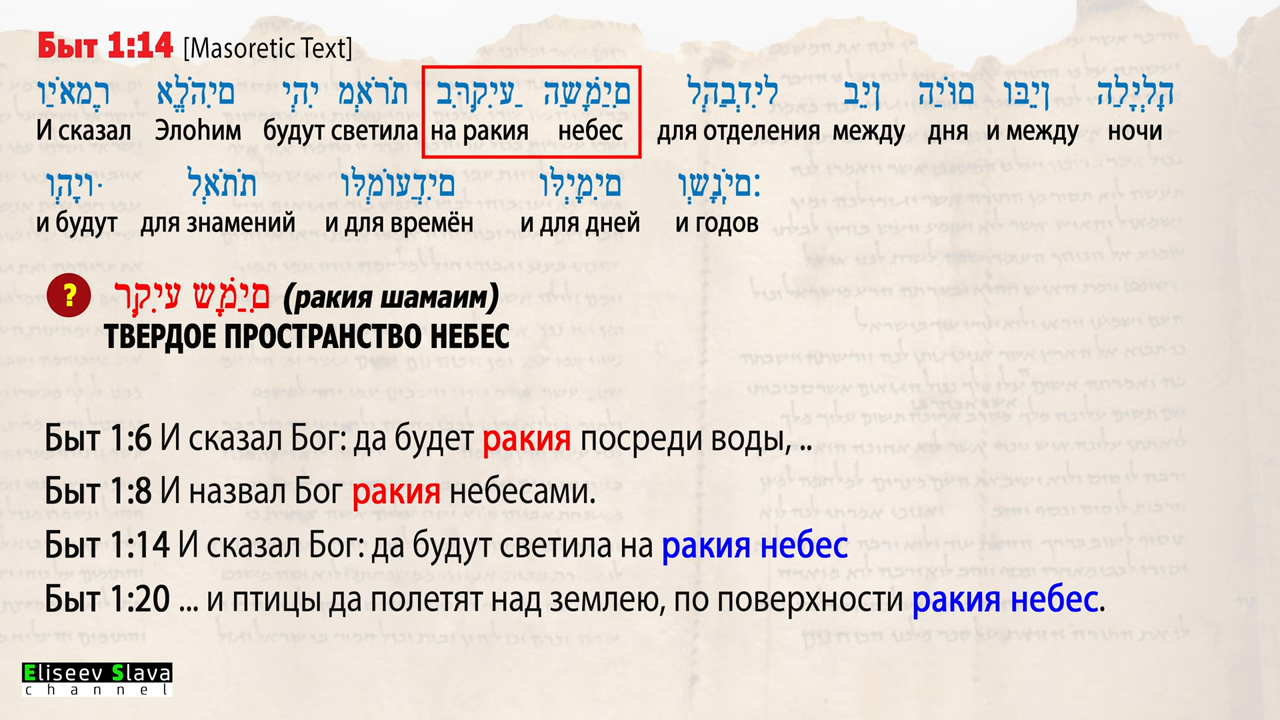 Быт 1:14 [Masoretic Text]
וַיֹּאמֶר אֱלֹהִים יְהִי מְאֹרֹת בִּרְקִיעַ הַשָּׁמַיִם לְהַבְדִּיל בֵּין הַיּוֹם וּבֵין הַלָּיְלָה
И сказал Элоһим будут светила на ракия небес для отделения между дня и между ночи
וְהָיוּ לְאֹתֹת וּלְמוֹעֲדִים וּלְיָמִים וְשָׁנִים:
и будут для знамений и для времён и для дней и годов
? רְקִיע שָׁמַיִם (ракия шамаим)
ТВЕРДОЕ ПРОСТРАНСТВО НЕБЕС
Быт 1:6 И сказал Бог: да будет ракия посреди воды, ..
Быт 1:8 И назвал Бог ракия небесами.
Быт 1:14 И сказал Бог: да будут светила на ракия небес
Быт 1:20 ... и птицы да полетят над землею, по поверхности ракия небес.
Eliseev Slava
channel